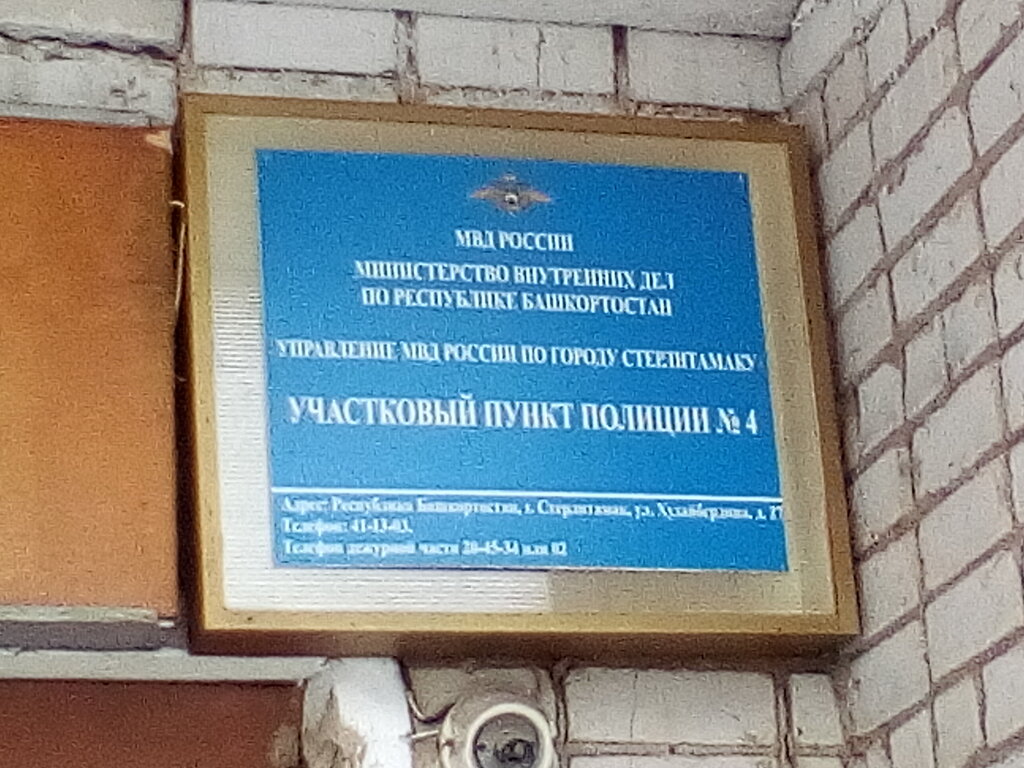 МВД РОССИИ
МИНИСТЕРСТВО ВНУТРЕННИХ ДЕЛ
ПО РЕСПУБЛИКЕ БАШКОРТОСТАН
УПРАВЛЕНИЕ МВД РОССИИ ПО ГОРОДУ СТЕРЛИТАМАКУ
УЧАСТКОВЫЙ ПУНКТ ПОЛИЦИИ № 4
Адрес: Республика Башкортостан, г. Стерлитамак, ул. Худайбердина, д.
Телефон: 41-13-03.
Телефон дежурной части 20-45-34 или 02